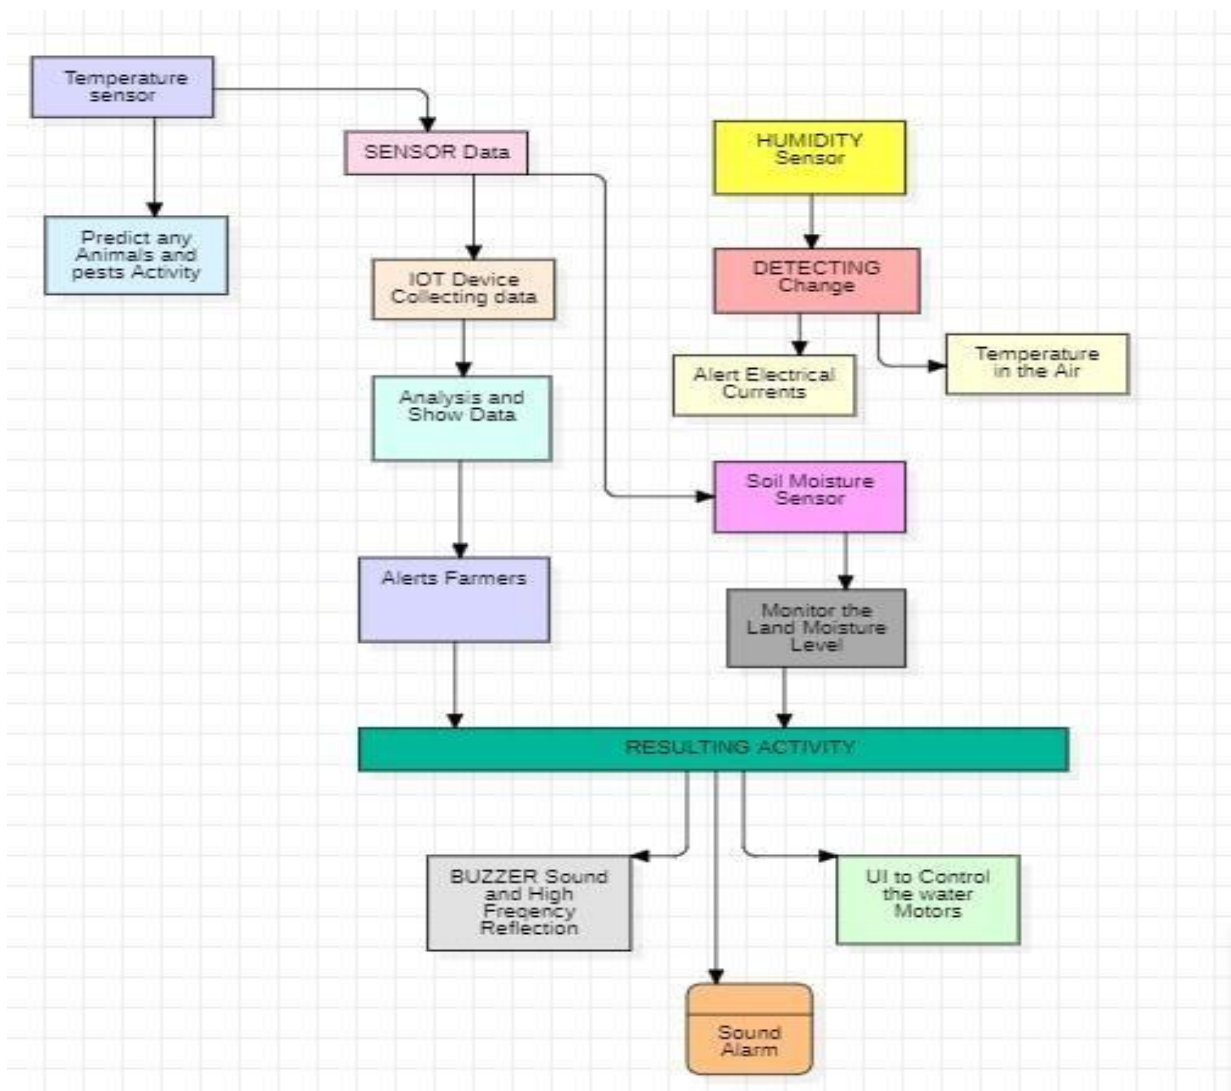 Temperature
sensor
SENSOR Data
HUMIDITY
Sensor
Predict any
Animals and
pests Activity
IOT Device
Collecting data
DETECTING
Change
Alert Electrical
Currents
Temperature
in the Air
Analysis and
Show Data
Soil Moisture
Sensor
Alerts Farmers
Monitor the
Land Moisture
Level
RESULTING ACTIVITY
BUZZER Sound
and High
Freqency
Reflection
UI to Control
the water
Motors
Sound
Alarm